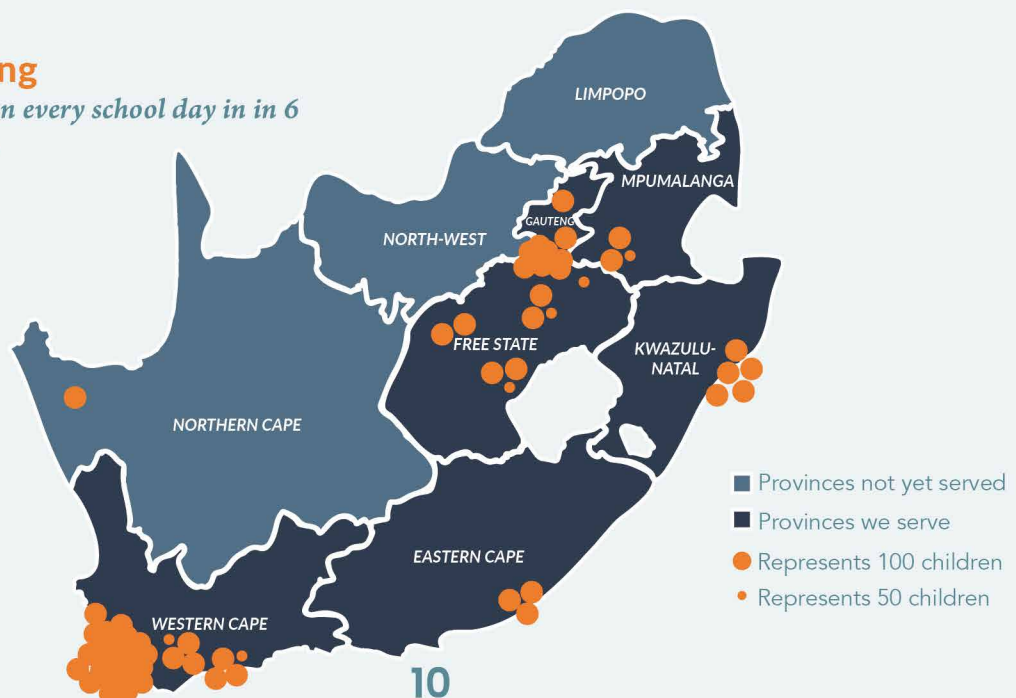 ng
n every school day in in 6
LIMPOPO
MPUMALANGA
GAUTENG
NORTH-WEST
FREE STATE
KWAZULU-
NATAL
NORTHERN CAPE
EASTERN CAPE
WESTERN CAPE
Provinces not yet served
Provinces we serve
Represents 100 children
Represents 50 children
10